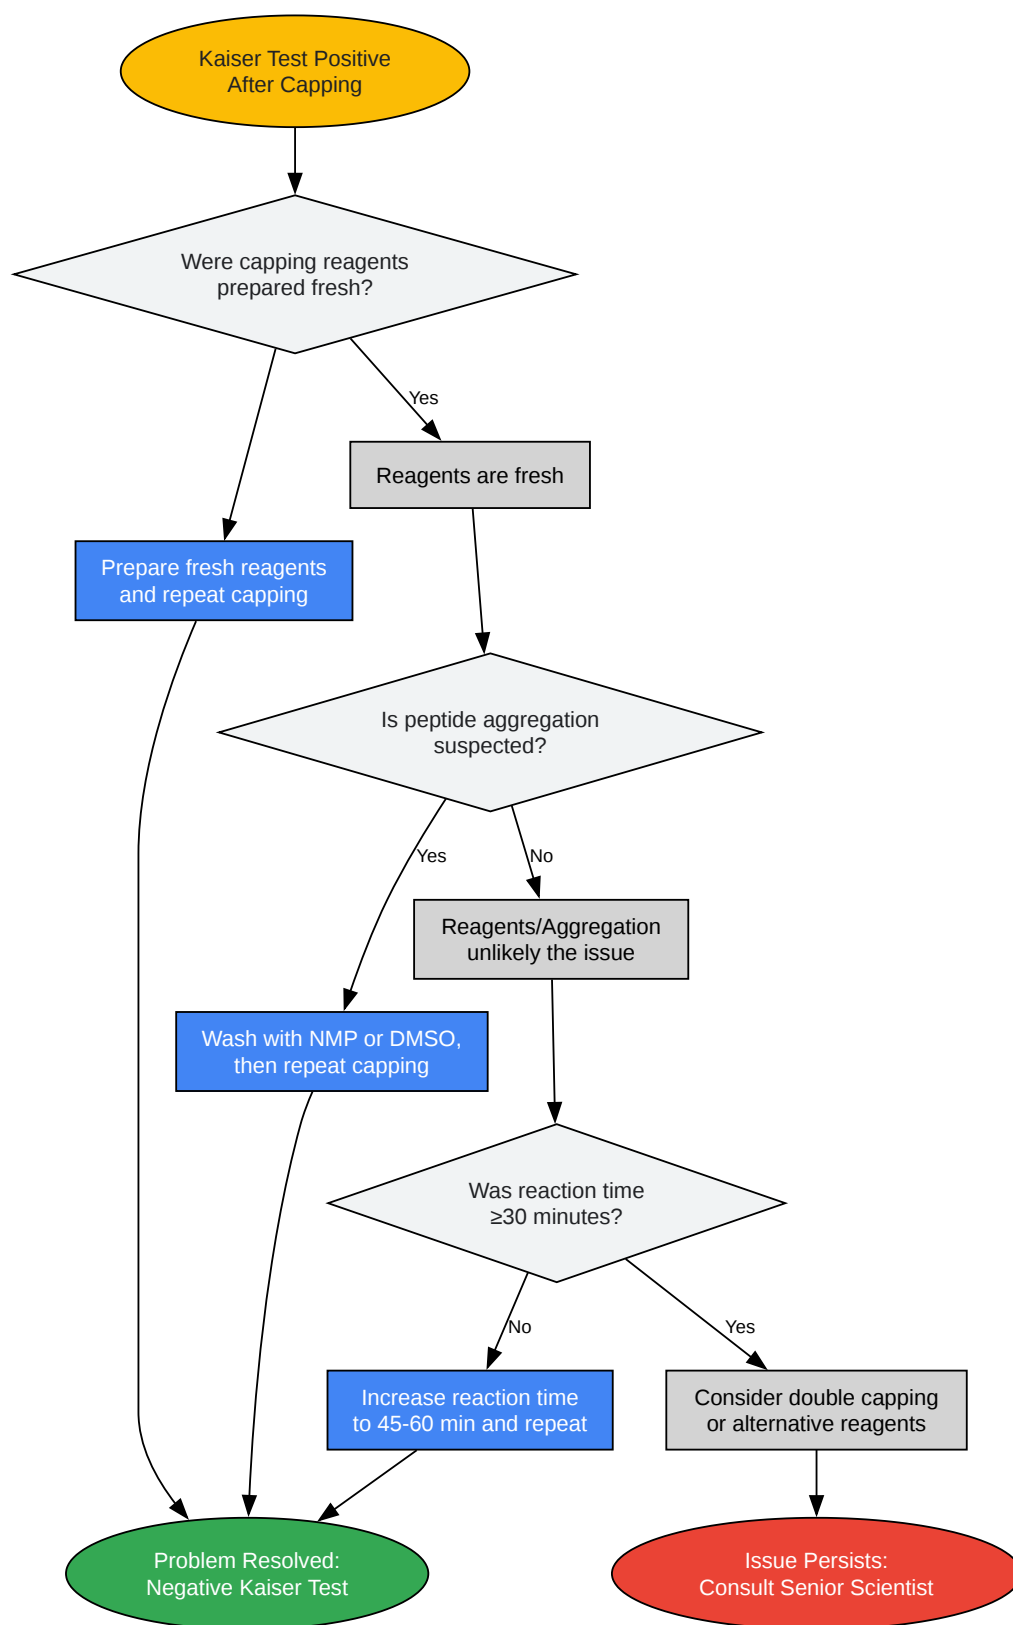 Kaiser Test Positive
After Capping
Were capping reagents
prepared fresh?
Yes
Reagents are fresh
Prepare fresh reagents
and repeat capping
Is peptide aggregation
suspected?
Yes
No
Reagents/Aggregation
unlikely the issue
Wash with NMP or DMSO,
then repeat capping
Was reaction time
≥30 minutes?
No
Yes
Increase reaction time
to 45-60 min and repeat
Consider double capping
or alternative reagents
Problem Resolved:
Negative Kaiser Test
Issue Persists:
Consult Senior Scientist